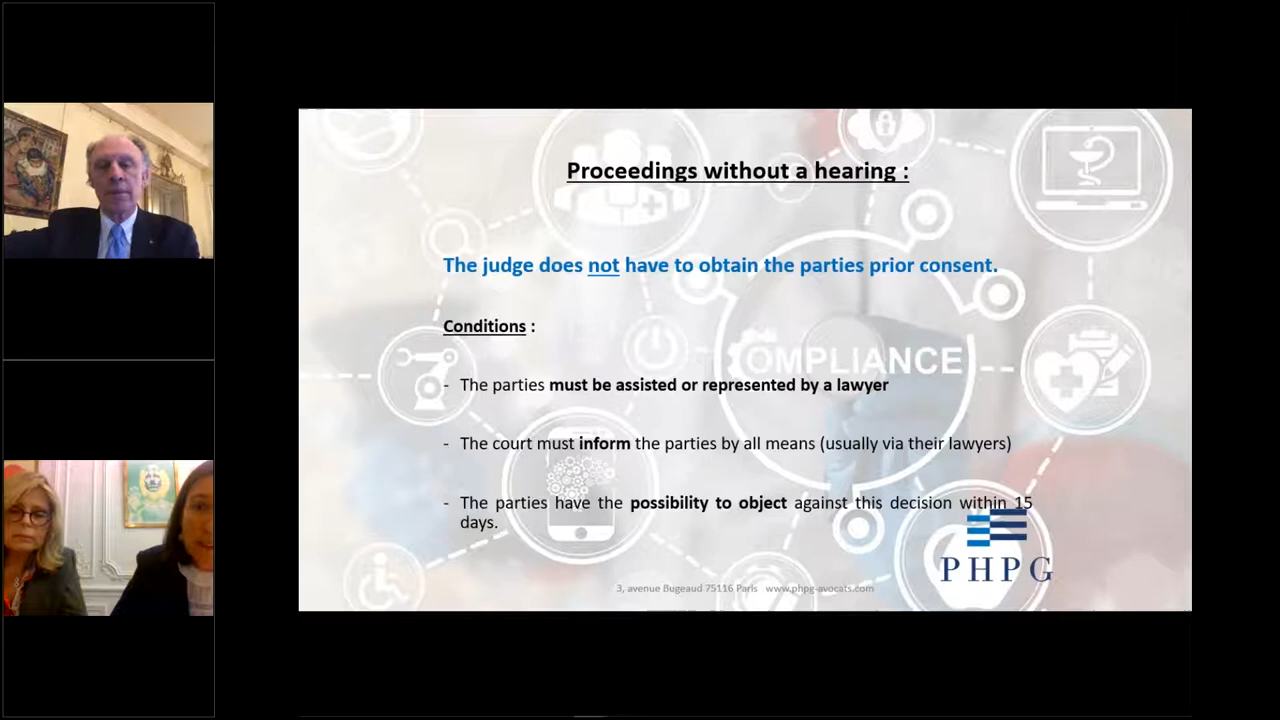 Proceedings without a hearing :
The judge does not have to obtain the parties prior consent.
Conditions :
OMPLIANCE
- The parties must be assisted or represented by a lawyer
- The court must inform the parties by all means (usually via their lawyers)
- The parties have the possibility to object against this decision within 15
days.
PHPG
3, avenue Bugeaud 75116 Paris www.phpg-avocats.com